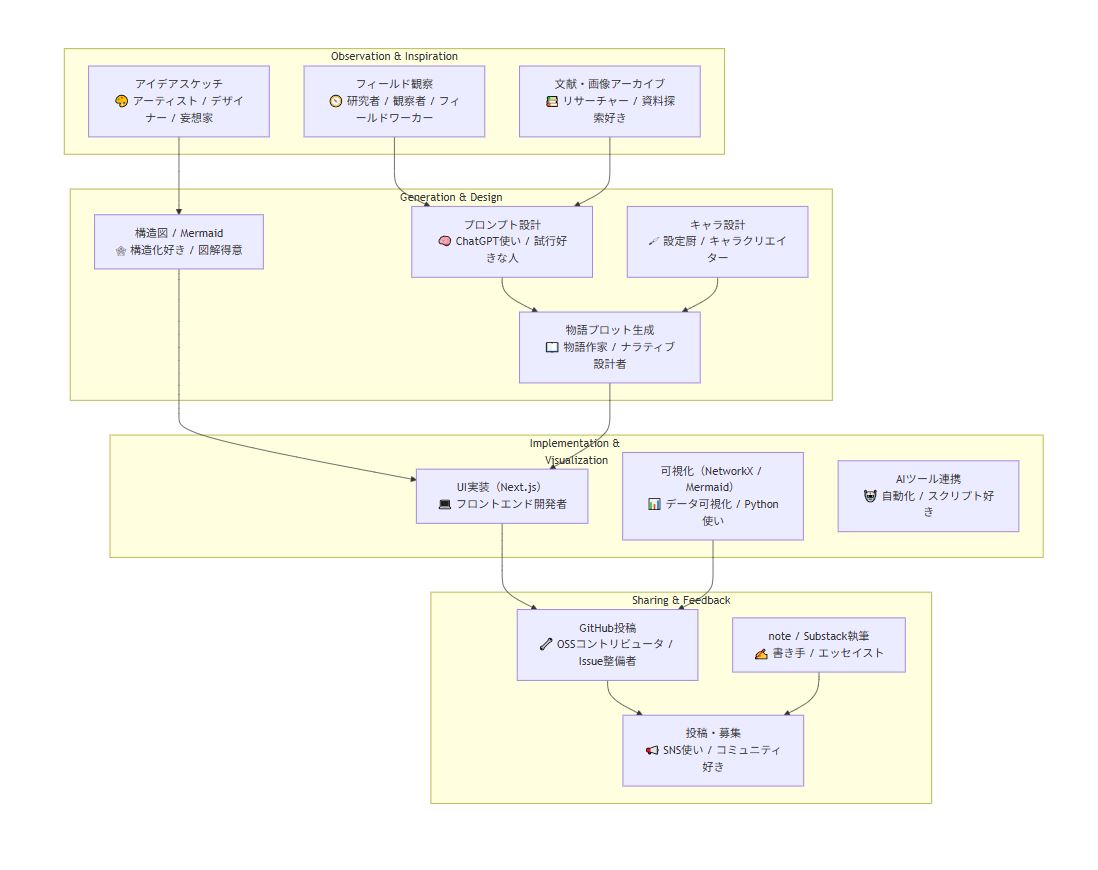 Observation & Inspiration
アイデアスケッチ
🎨 アーティスト / デザイ
ナー / 妄想家
フィールド観察
🧭 研究者 / 観察者 / フィ
ールドワーカー
文献・画像アーカイブ
📚 リサーチャー / 資料探
索好き
Generation & Design
構造図 / Mermaid
🕸 構造化好き / 図解得意
プロンプト設計
🧠 ChatGPT使い / 試行好
きな人
キャラ設計
🖋 設定厨 / キャラクリエイ
ター
物語プロット生成
📖 物語作家 / ナラティブ
設計者
Implementation &
Visualization
UI実装（Next.js）
💻 フロントエンド開発者
可視化（NetworkX /
Mermaid）
📊 データ可視化 / Python
使い
AIツール連携
🤖 自動化 / スクリプト好
き
Sharing & Feedback
GitHub投稿
🔧 OSSコントリビュータ /
Issue整備者
note / Substack執筆
✍ 書き手 / エッセイスト
投稿・募集
📢 SNS使い / コミュニティ
好き